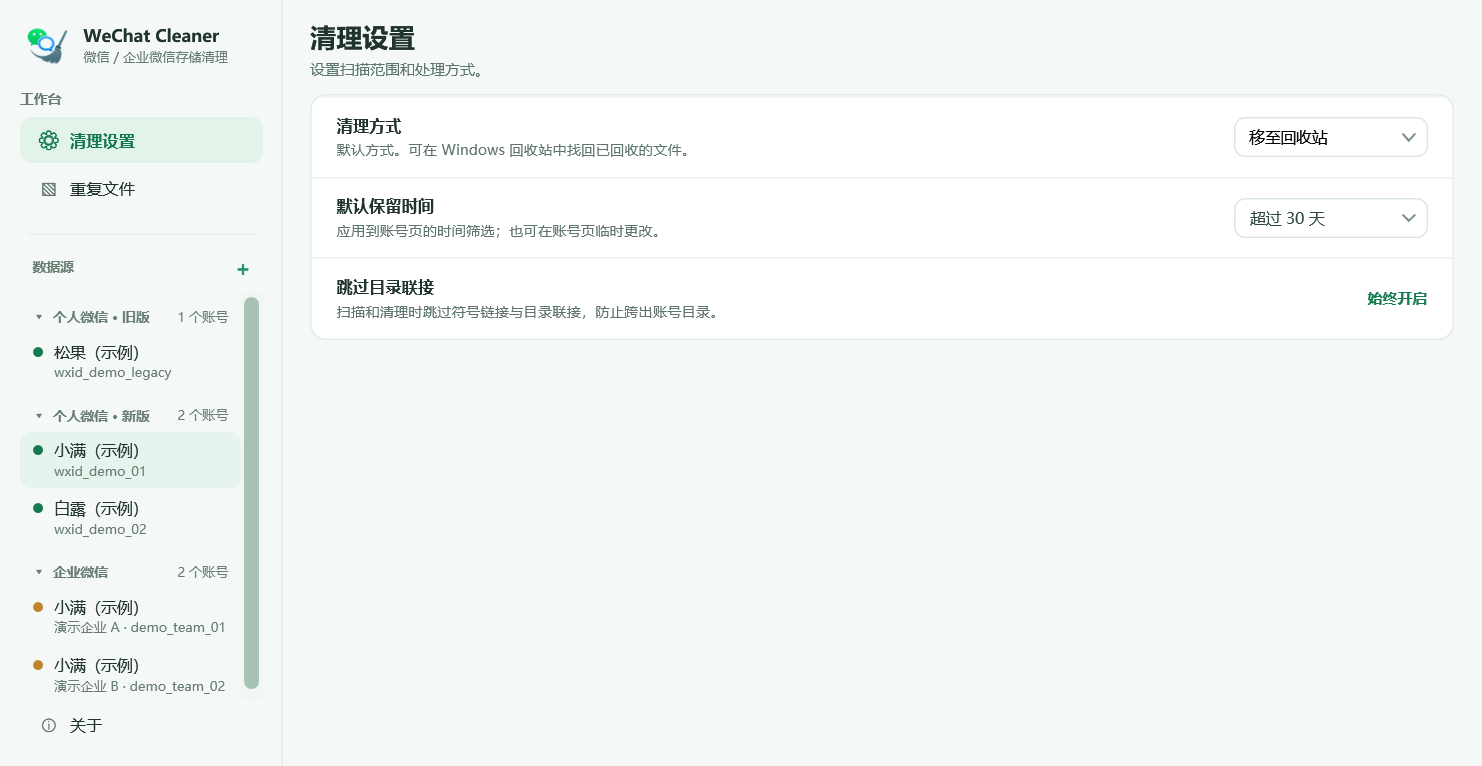 WeChat Cleaner
微信 / 企业微信存储清理
工作台
清理设置
重复文件
数据源
个人微信 • 旧版 1 个账号
松果（示例）
wxid_demo_legacy
个人微信 • 新版 2 个账号
小满（示例）
wxid_demo_01
白露（示例）
wxid_demo_02
企业微信 2 个账号
小满（示例）
演示企业 A · demo_team_01
小满（示例）
演示企业 B · demo_team_02
关于
清理设置
设置扫描范围和处理方式。
清理方式
默认方式。可在 Windows 回收站中找回已回收的文件。
移至回收站
默认保留时间
应用到账号页的时间筛选；也可在账号页临时更改。
超过 30 天
跳过目录联接
扫描和清理时跳过符号链接与目录联接，防止跨出账号目录。
始终开启